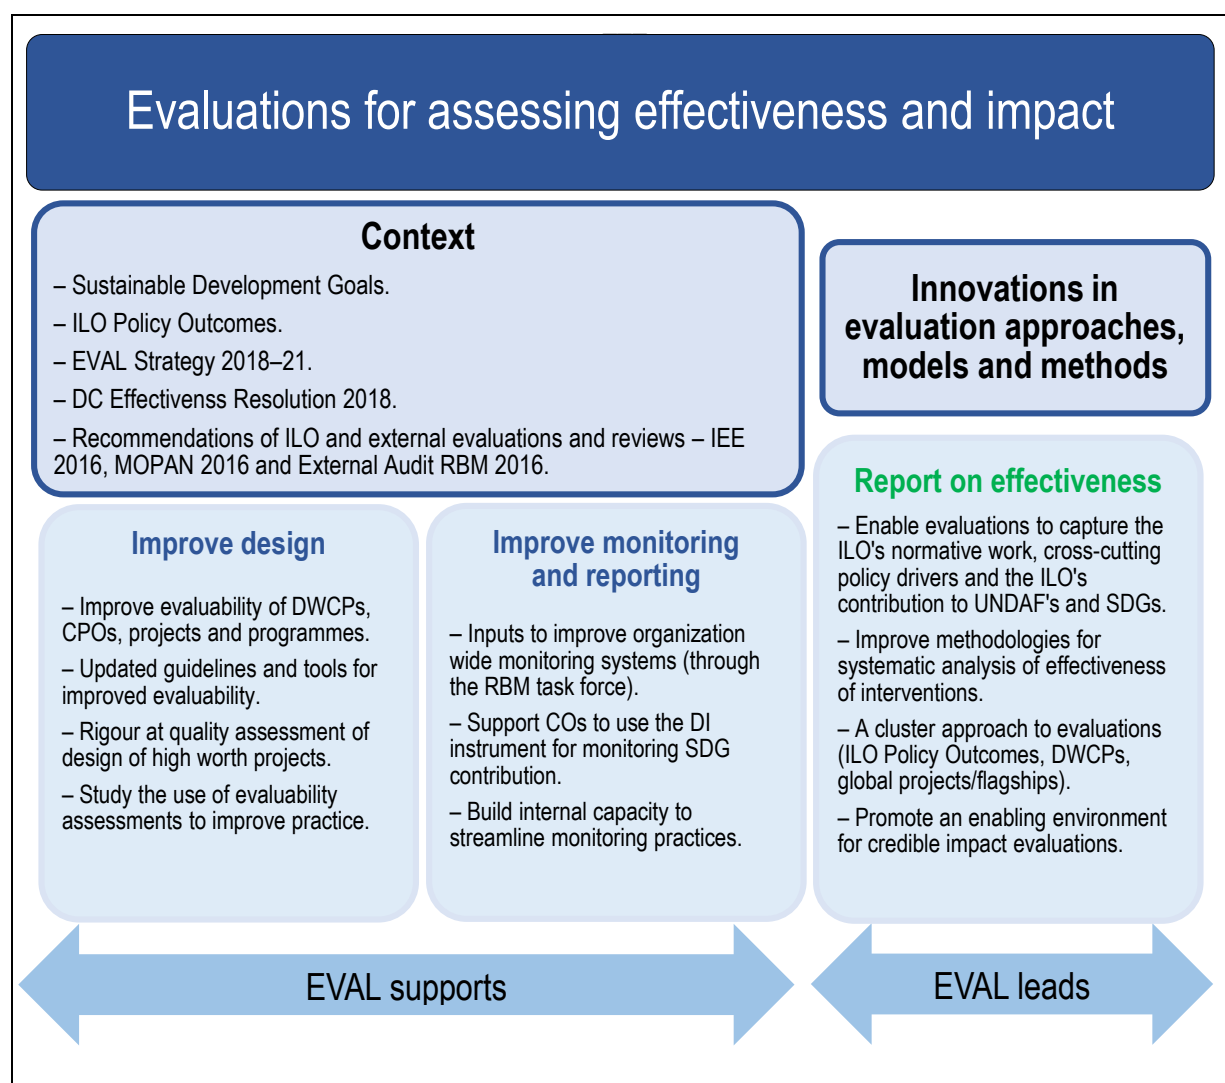 Evaluations for assessing effectiveness and impact
Context
– Sustainable Development Goals.
– ILO Policy Outcomes.
– EVAL Strategy 2018–21.
– DC Effectivenss Resolution 2018.
– Recommendations of ILO and external evaluations and reviews – IEE
2016, MOPAN 2016 and External Audit RBM 2016.
Innovations in
evaluation approaches,
models and methods
Improve design
– Improve evaluability of DWCPs,
CPOs, projects and programmes.
– Updated guidelines and tools for
improved evaluability.
– Rigour at quality assessment of
design of high worth projects.
– Study the use of evaluability
assessments to improve practice.
Improve monitoring
and reporting
– Inputs to improve organization
wide monitoring systems (through
the RBM task force).
– Support COs to use the DI
instrument for monitoring SDG
contribution.
– Build internal capacity to
streamline monitoring practices.
Report on effectiveness
– Enable evaluations to capture the
ILO's normative work, cross-cutting
policy drivers and the ILO's
contribution to UNDAF's and SDGs.
– Improve methodologies for
systematic analysis of effectiveness
of interventions.
– A cluster approach to evaluations
(ILO Policy Outcomes, DWCPs,
global projects/flagships).
– Promote an enabling environment
for credible impact evaluations.
EVAL supports
EVAL leads